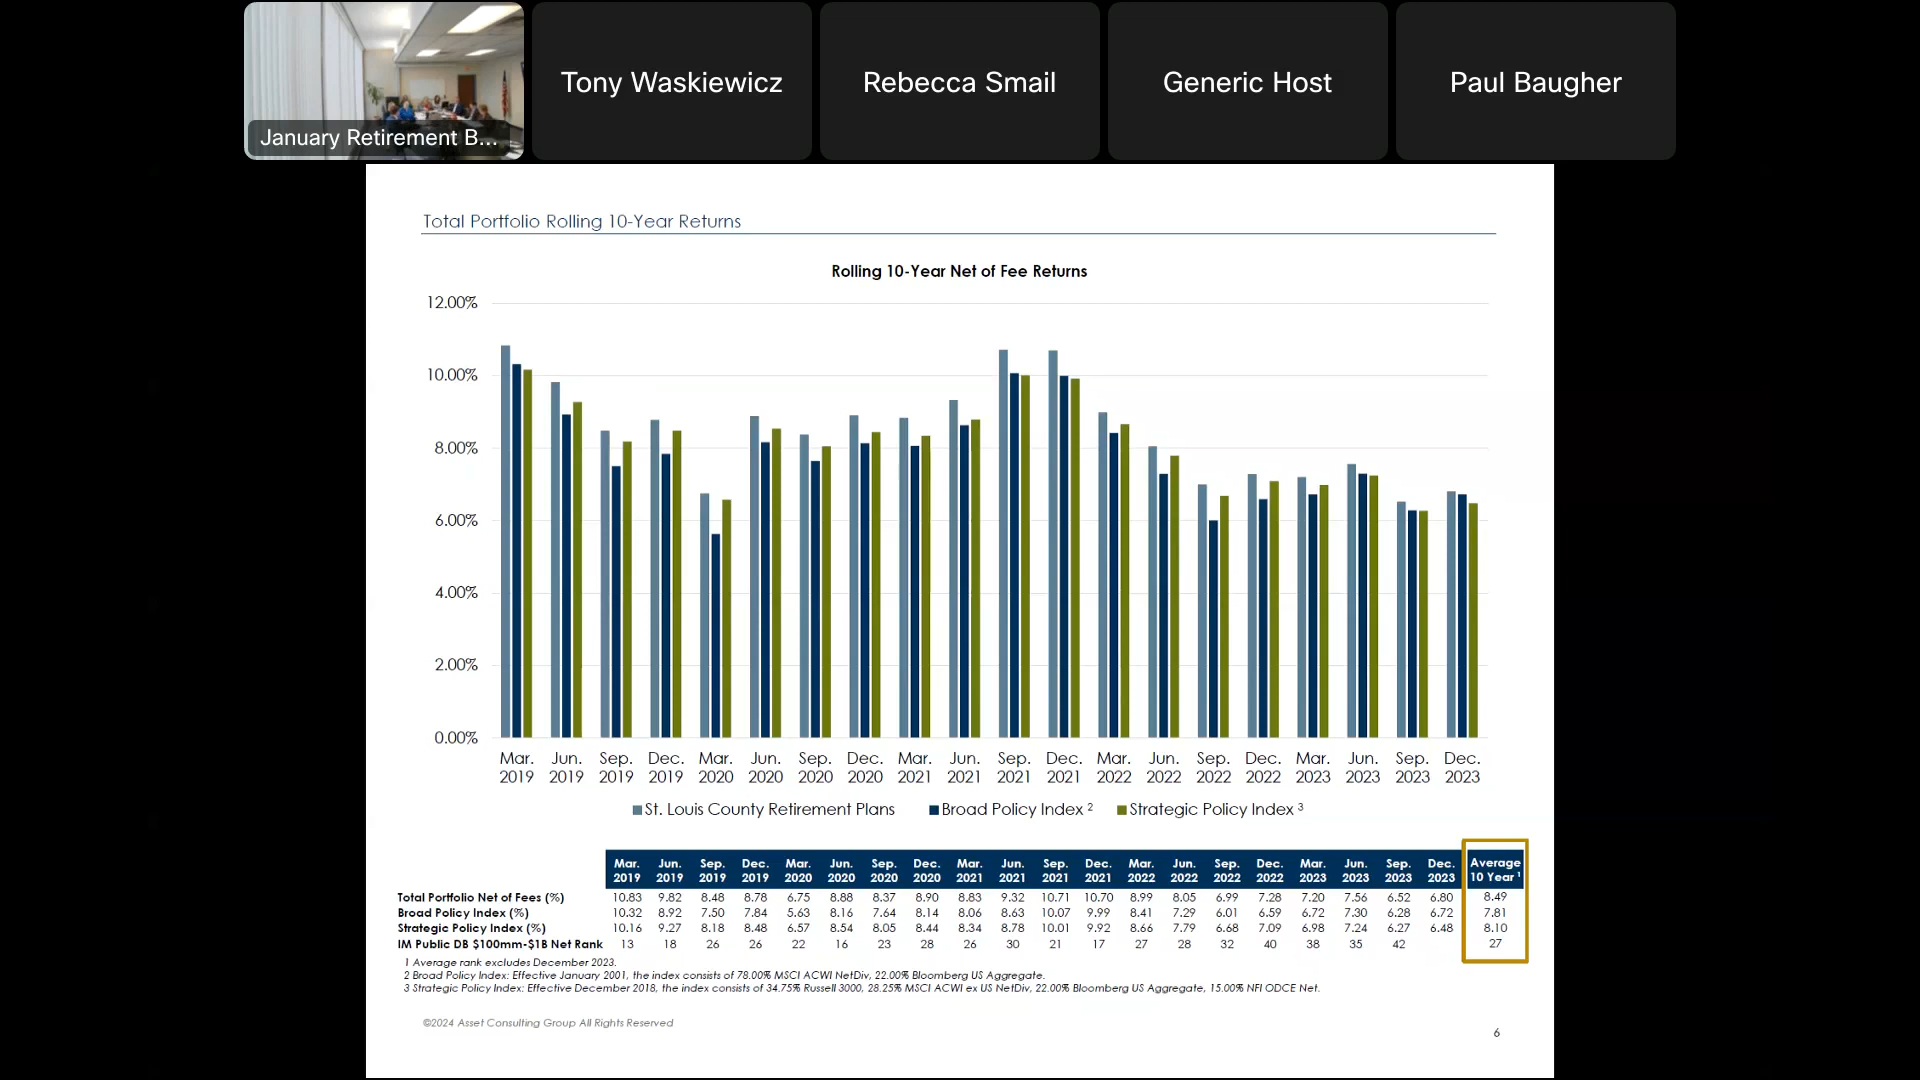 January Retirement B...
Tony Waskiewicz
Rebecca Smail
Generic Host
Paul Baugher
Total Portfolio Rolling 10-Year Returns
Rolling 10-Year Net of Fee Returns
12.00%
10.00%
8.00%
6.00%
4.00%
2.00%
0.00%
Mar. Jun. Sep. Dec. Mar. Jun. Sep. Dec. Mar. Jun. Sep. Dec. Mar. Jun. Sep. Dec. Mar. Jun. Sep. Dec.
2019 2019 2019 2019 2020 2020 2020 2020 2021 2021 2021 2021 2022 2022 2022 2022 2023 2023 2023 2023
St. Louis County Retirement Plans Broad Policy Index ² Strategic Policy Index ³
Mar. Jun. Sep. Dec. Mar. Jun. Sep. Dec. Mar. Jun. Sep. Dec. Mar. Jun. Sep. Dec. Mar. Jun. Sep. Dec. Average
2019 2019 2019 2019 2020 2020 2020 2020 2021 2021 2021 2021 2022 2022 2022 2022 2023 2023 2023 2023 10 Year ¹
Total Portfolio Net of Fees (%) 10.83 9.82 8.48 8.78 6.75 8.88 8.37 8.90 8.83 9.32 10.71 10.70 8.99 8.05 6.99 7.28 7.20 7.56 6.52 6.80 8.49
Broad Policy Index (%) 10.32 8.92 7.50 7.84 5.63 8.16 7.64 8.14 8.06 8.63 10.07 9.99 8.41 7.29 6.01 6.59 6.72 7.30 6.28 6.72 7.81
Strategic Policy Index (%) 10.16 9.27 8.18 8.48 6.57 8.54 8.05 8.44 8.34 8.78 10.01 9.92 8.66 7.79 6.68 7.09 6.98 7.24 6.27 6.48 8.10
IM Public DB $100mm-$1B Net Rank 13 18 26 26 22 16 23 28 26 30 21 17 27 28 32 40 38 35 42 27
1 Average rank excludes December 2023.
2 Broad Policy Index: Effective January 2001, the index consists of 78.00% MSCI ACWI NetDiv, 22.00% Bloomberg US Aggregate.
3 Strategic Policy Index: Effective December 2018, the index consists of 34.75% Russell 3000, 28.25% MSCI ACWI ex US NetDiv, 22.00% Bloomberg US Aggregate, 15.00% NFI ODCE Net.
©2024 Asset Consulting Group All Rights Reserved
6